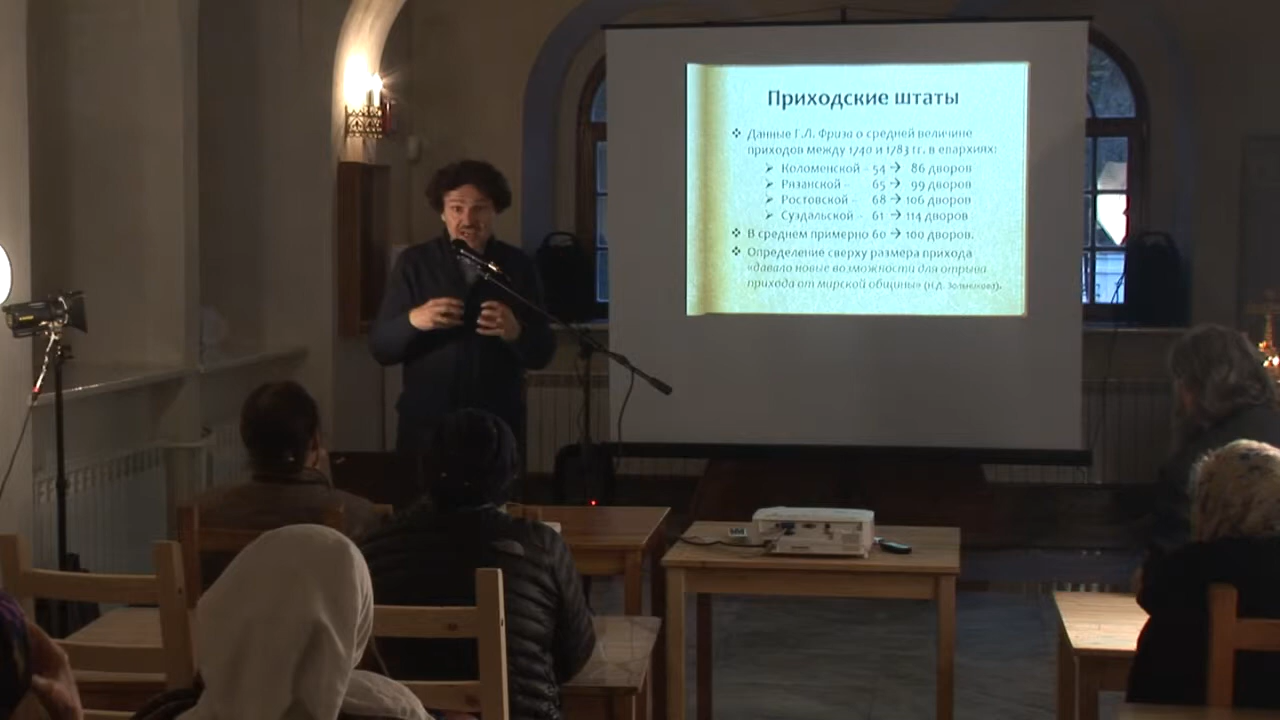 Приходские штаты
❖ Данные Г.Л. Фриза о средней величине
приходов между 1740 и 1783 гг. в епархиях:
➢ Коломенской – 54 → 86 дворов
➢ Рязанской – 65 → 99 дворов
➢ Ростовской – 68 → 106 дворов
➢ Суздальской – 61 → 114 дворов
❖ В среднем примерно 60 → 100 дворов.
❖ Определение сверху размера прихода
«давало новые возможности для отрыва
прихода от мирской общины» (Н.Д. Зольникова).